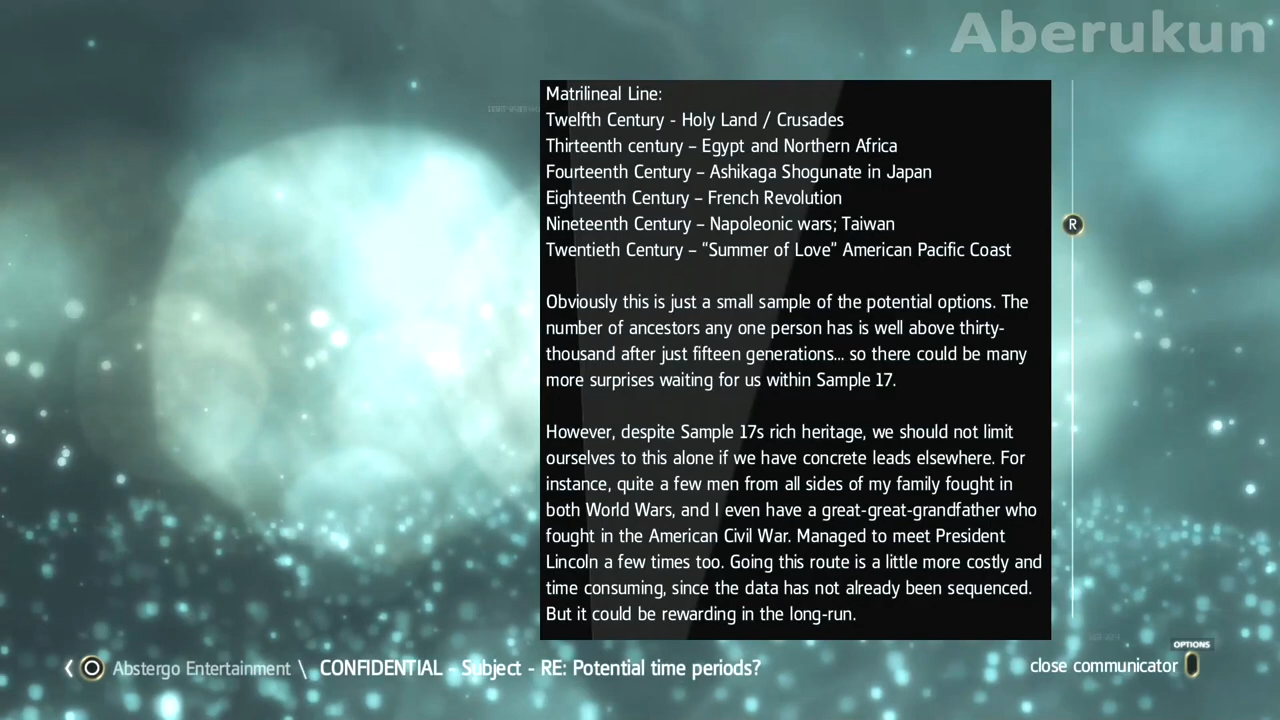 Aberukun
Matrilineal Line:
Twelfth Century - Holy Land / Crusades
Thirteenth century – Egypt and Northern Africa
Fourteenth Century – Ashikaga Shogunate in Japan
Eighteenth Century – French Revolution
Nineteenth Century – Napoleonic wars; Taiwan
Twentieth Century – “Summer of Love” American Pacific Coast
R
Obviously this is just a small sample of the potential options. The
number of ancestors any one person has is well above thirty-
thousand after just fifteen generations... so there could be many
more surprises waiting for us within Sample 17.
However, despite Sample 17s rich heritage, we should not limit
ourselves to this alone if we have concrete leads elsewhere. For
instance, quite a few men from all sides of my family fought in
both World Wars, and I even have a great-great-grandfather who
fought in the American Civil War. Managed to meet President
Lincoln a few times too. Going this route is a little more costly and
time consuming, since the data has not already been sequenced.
But it could be rewarding in the long-run.
Abstergo Entertainment \ CONFIDENTIAL - Subject - RE: Potential time periods?
OPTIONS
close communicator